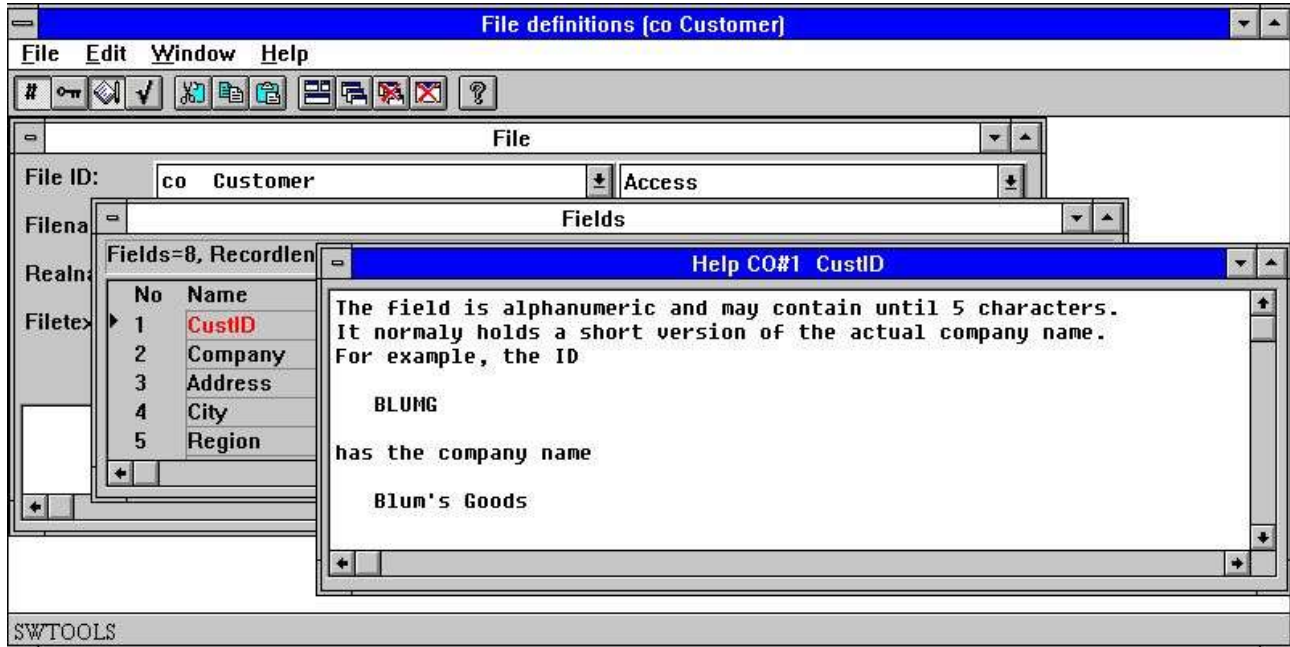 File definitions (co Customer)
File Edit Window Help
#
?
File
File ID: co Customer Access
Fields
Filena
Fields=8, Recordlen
Help CO#1 CustID
Realna
No Name
1 CustID
2 Company
3 Address
4 City
5 Region
Filetex
The field is alphanumeric and may contain until 5 characters.
It normaly holds a short version of the actual company name.
For example, the ID
BLUMG
has the company name
Blum's Goods
SWTOOLS